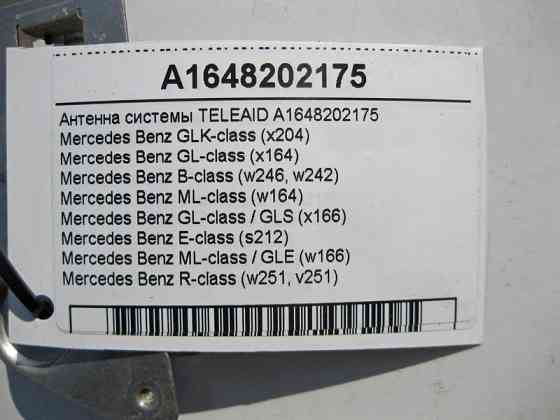 A1648202175
Антенна системы TELEAID A1648202175
Mercedes Benz GLK-class (x204)
Mercedes Benz GL-class (x164)
Mercedes Benz B-class (w246, w242)
Mercedes Benz ML-class (w164)
Mercedes Benz GL-class / GLS (x166)
Mercedes Benz E-class (s212)
Mercedes Benz ML-class / GLE (w166)
Mercedes Benz R-class (w251, v251)